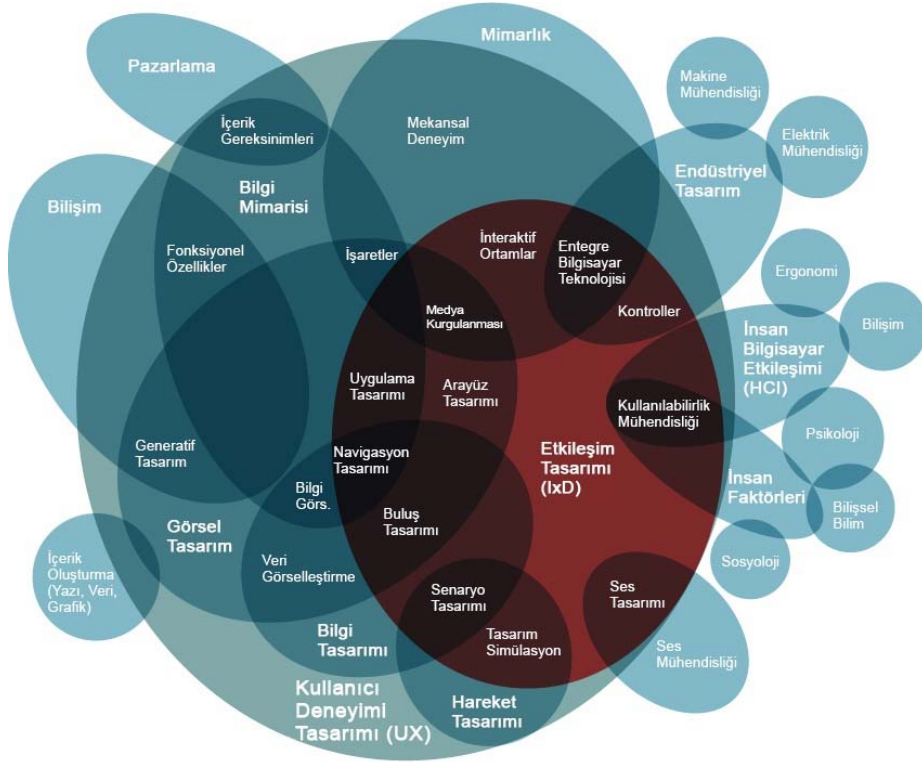 Mimarlık
Pazarlama
Makine
Mühendisliği
İçerik
Gereksinimleri
Mekansal
Deneyim
Elektrik
Mühendisliği
Endüstriyel
Tasarım
Bilgi
Mimarisi
Bilişim
Fonksiyonel
Özellikler
İşaretler
İnteraktif
Ortamlar
Entegre
Bilgisayar
Teknolojisi
Ergonomi
Medya
Kurgulanması
Kontroller
Bilişim
İnsan
Bilgisayar
Etkileşimi
(HCI)
Uygulama
Tasarımı
Arayüz
Tasarımı
Kullanılabilirlik
Mühendisliği
Psikoloji
Generatif
Tasarım
Navigasyon
Tasarımı
Etkileşim
Tasarımı
(IxD)
İnsan
Faktörleri
Bilgi
Görs.
Buluş
Tasarımı
Bilişsel
Bilim
Görsel
Tasarım
İçerik
Oluşturma
(Yazı, Veri,
Grafik)
Veri
Görselleştirme
Sosyoloji
Senaryo
Tasarımı
Ses
Tasarımı
Bilgi
Tasarımı
Tasarım
Simülasyon
Ses
Mühendisliği
Kullanıcı
Deneyimi
Tasarımı (UX)
Hareket
Tasarımı